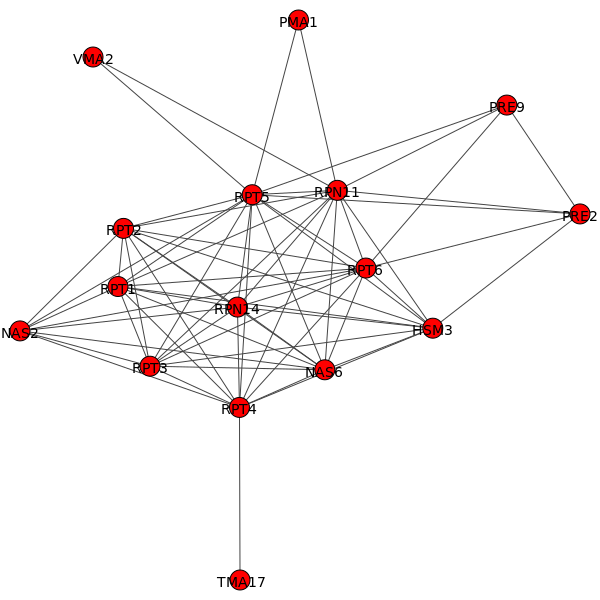 PMA1
VMA2
PRE9
RPN11
RPT5
PRE2
RPT2
RPT6
RPT1
RPN14
NAS2
HSM3
RPT3
NAS6
RPT4
TMA17